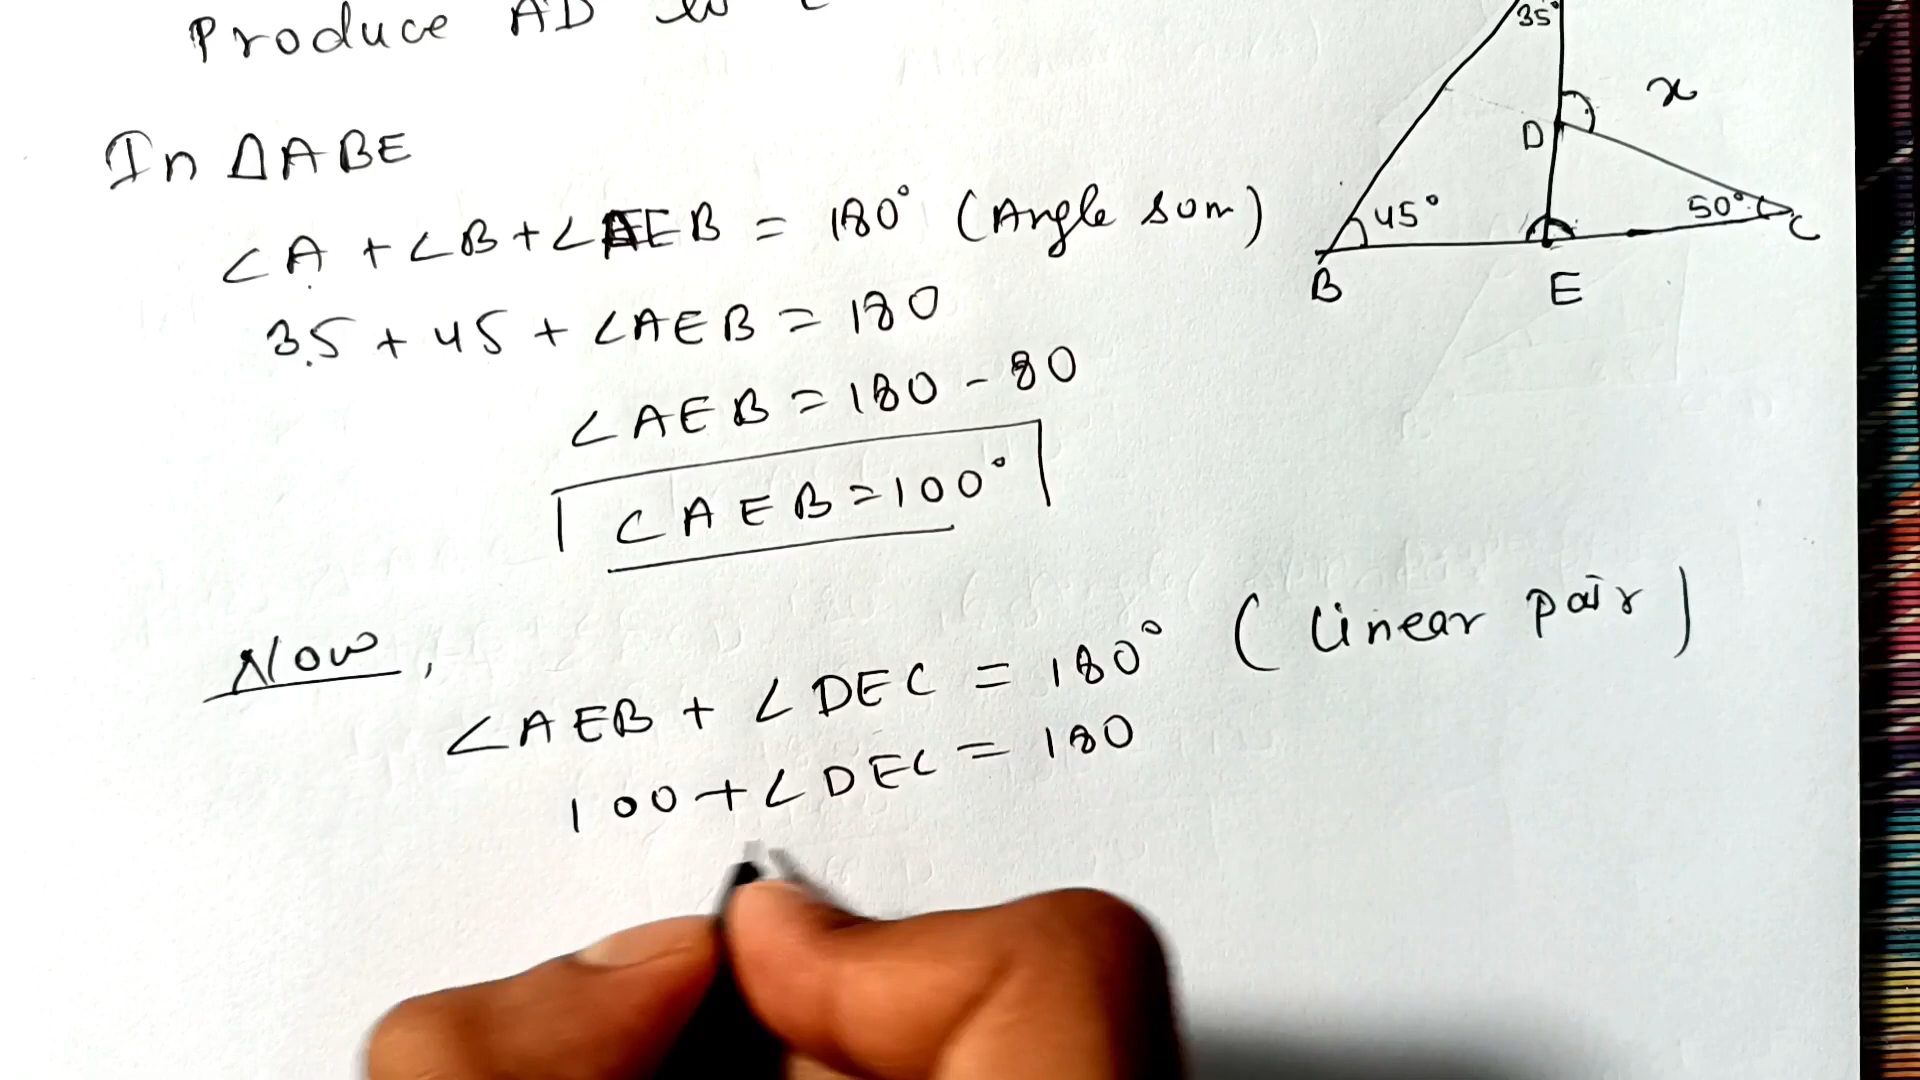 Produce AD to
In ΔABE
∠A + ∠B + ∠AEB = 180° (Angle sum)
35 + 45 + ∠AEB = 180
∠AEB = 180 - 80
∠AEB = 100°
Now,
∠AEB + ∠DEC = 180° (linear pair)
100 + ∠DEC = 180
35°
x
D
45°
50°
C
B
E